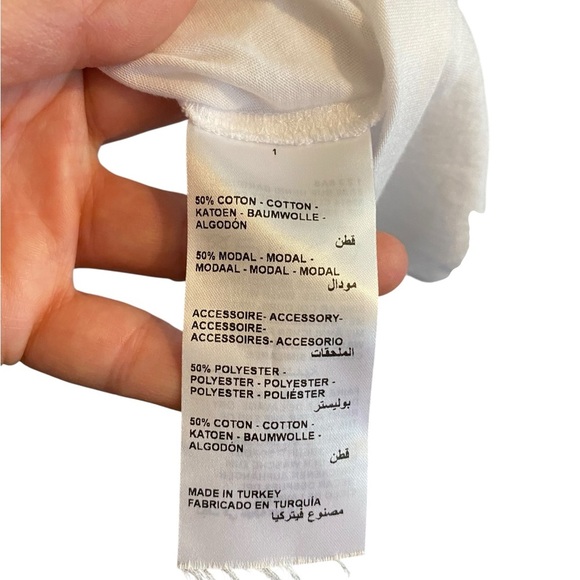 1
50% COTON - COTTON -
KATOEN - BAUMWOLLE -
ALGODÓN
قطن
50% MODAL - MODAL -
MODAAL - MODAL - MODAL
مودال
ACCESSOIRE- ACCESSORY-
ACCESSOIRE-
ACCESSOIRES- ACCESORIO
الملحقات
50% POLYESTER -
POLYESTER - POLYESTER -
POLYESTER - POLIÉSTER
بوليستر
50% COTON - COTTON -
KATOEN - BAUMWOLLE -
ALGODÓN
قطن
MADE IN TURKEY
FABRICADO EN TURQUÍA
مصنوع فيتركيا